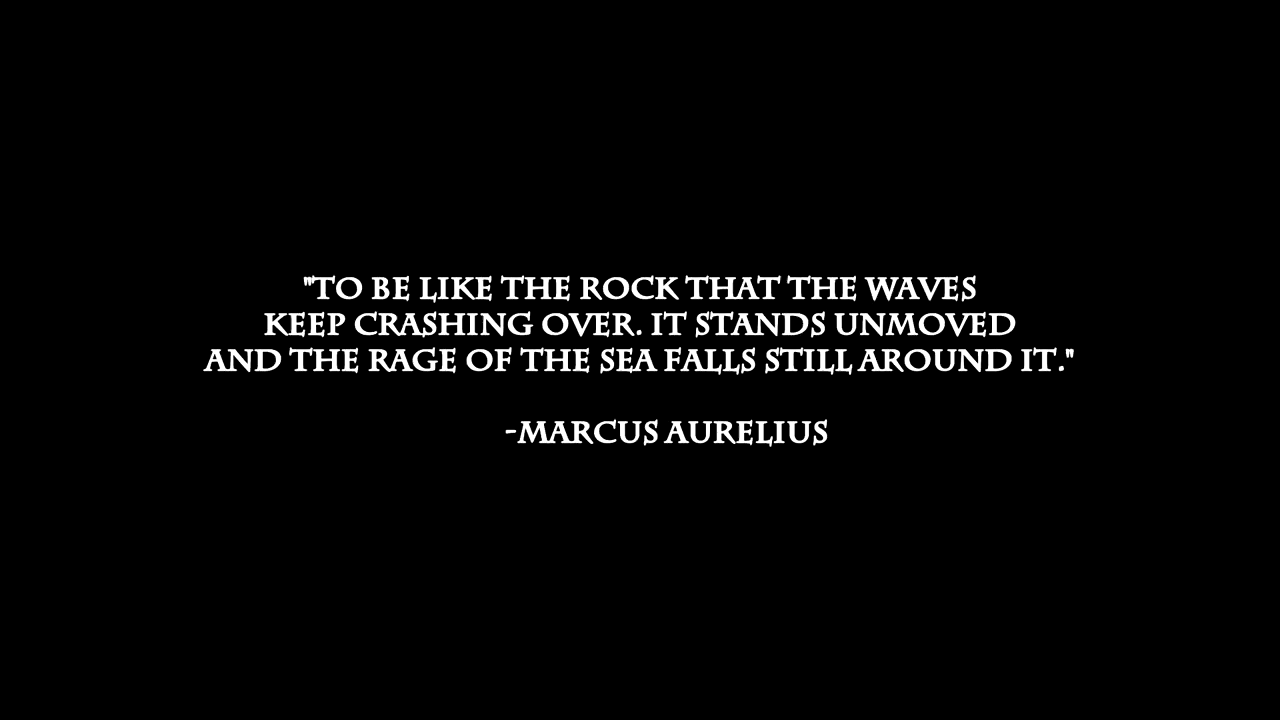 "TO BE LIKE THE ROCK THAT THE WAVES
KEEP CRASHING OVER. IT STANDS UNMOVED
AND THE RAGE OF THE SEA FALLS STILL AROUND IT."
-MARCUS AURELIUS